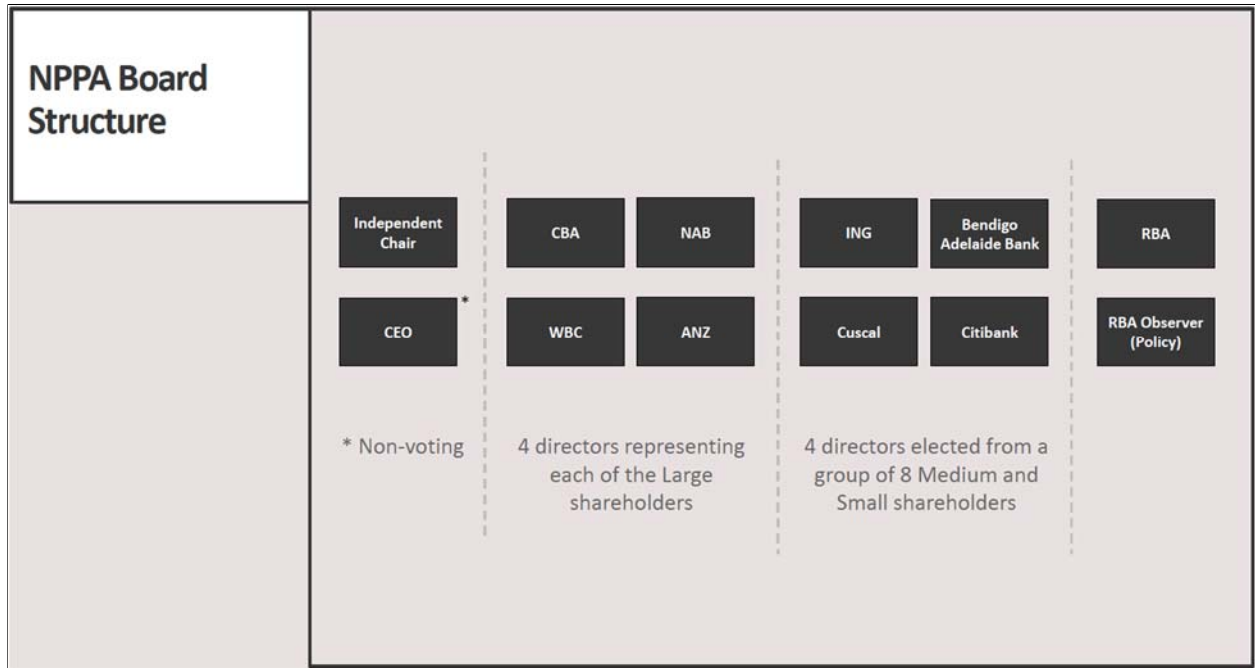 NPPA Board
Structure
Independent
Chair
CEO
*
* Non-voting
CBA
NAB
WBC
ANZ
4 directors representing
each of the Large
shareholders
ING
Bendigo
Adelaide Bank
Cuscal
Citibank
4 directors elected from a
group of 8 Medium and
Small shareholders
RBA
RBA Observer
(Policy)